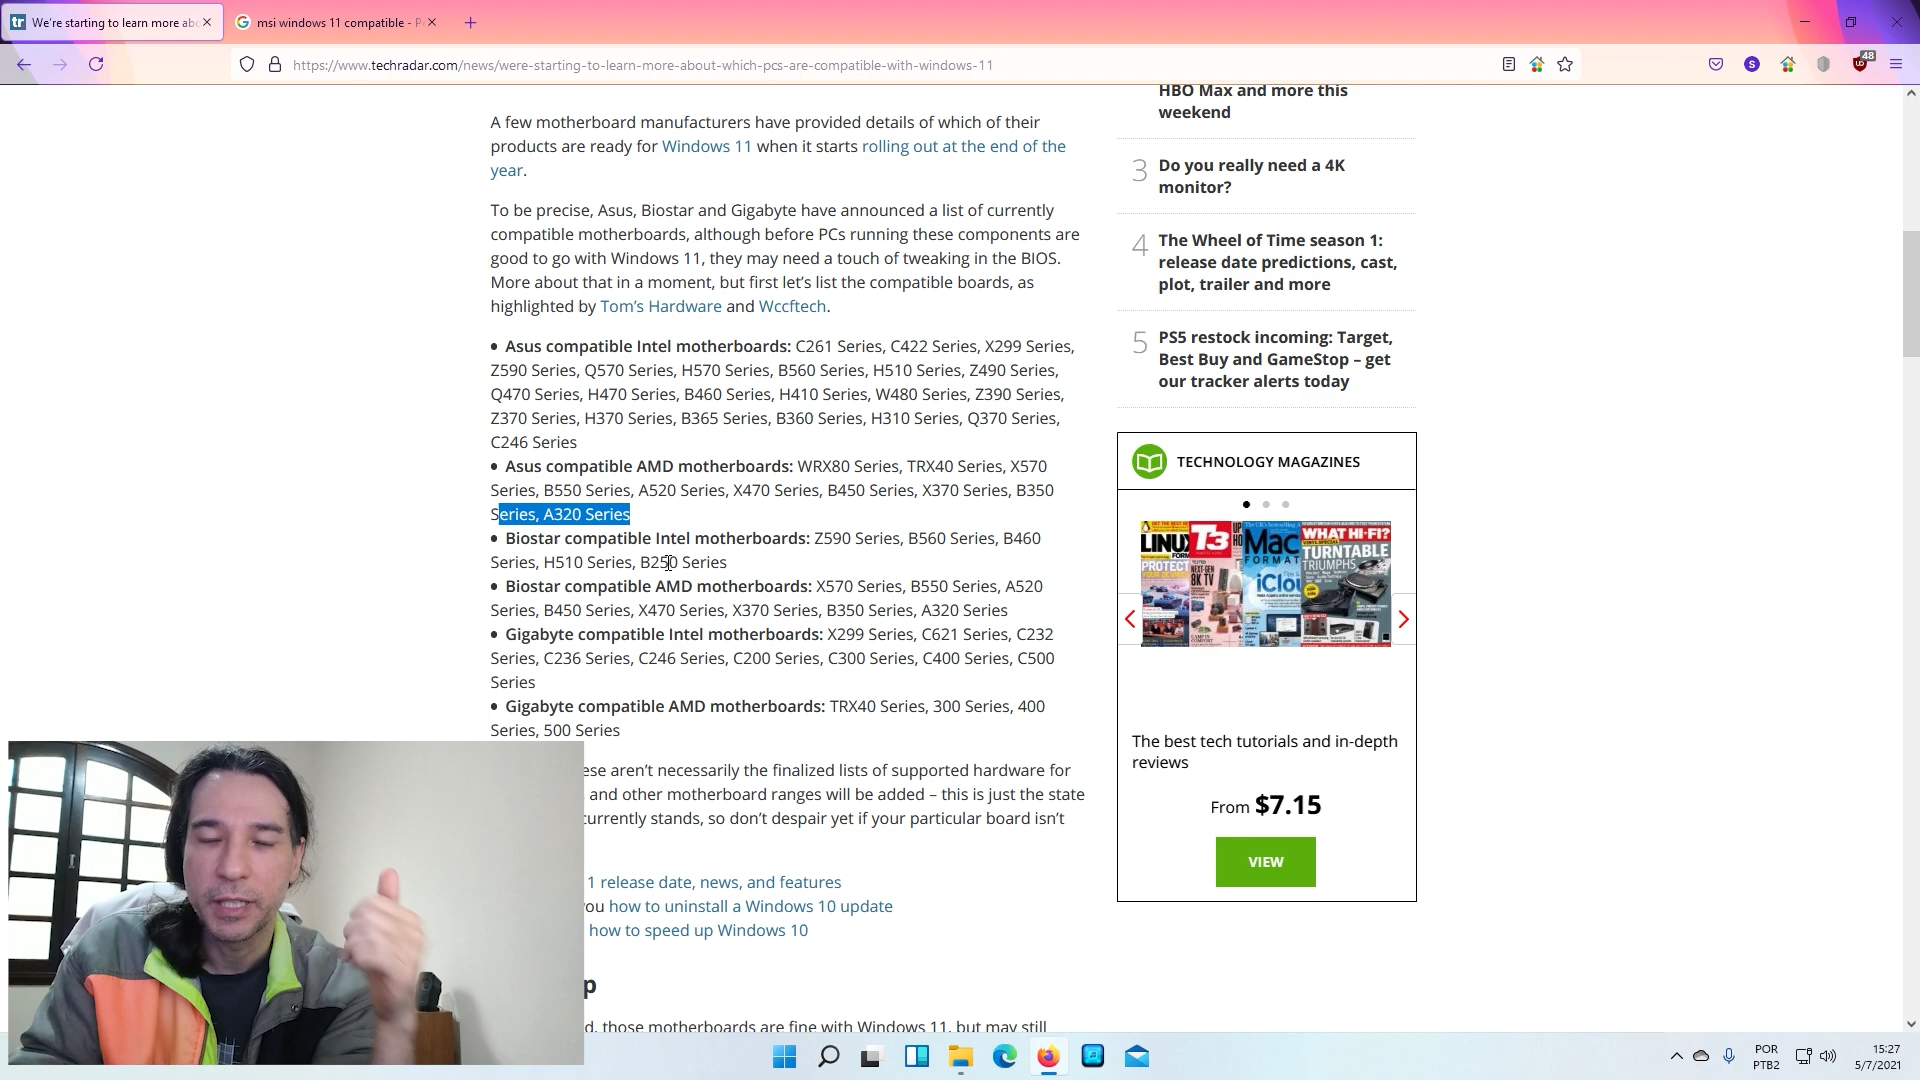 tr We're starting to learn more abo
G msi windows 11 compatible - P
https://www.techradar.com/news/were-starting-to-learn-more-about-which-pcs-are-compatible-with-windows-11
S
48
A few motherboard manufacturers have provided details of which of their
products are ready for Windows 11 when it starts rolling out at the end of the
year.
To be precise, Asus, Biostar and Gigabyte have announced a list of currently
compatible motherboards, although before PCs running these components are
good to go with Windows 11, they may need a touch of tweaking in the BIOS.
More about that in a moment, but first let's list the compatible boards, as
highlighted by Tom's Hardware and Wccftech.
• Asus compatible Intel motherboards: C261 Series, C422 Series, X299 Series,
Z590 Series, Q570 Series, H570 Series, B560 Series, H510 Series, Z490 Series,
Q470 Series, H470 Series, B460 Series, H410 Series, W480 Series, Z390 Series,
Z370 Series, H370 Series, B365 Series, B360 Series, H310 Series, Q370 Series,
C246 Series
• Asus compatible AMD motherboards: WRX80 Series, TRX40 Series, X570
Series, B550 Series, A520 Series, X470 Series, B450 Series, X370 Series, B350
Series, A320 Series
• Biostar compatible Intel motherboards: Z590 Series, B560 Series, B460
Series, H510 Series, B250 Series
• Biostar compatible AMD motherboards: X570 Series, B550 Series, A520
Series, B450 Series, X470 Series, X370 Series, B350 Series, A320 Series
• Gigabyte compatible Intel motherboards: X299 Series, C621 Series, C232
Series, C236 Series, C246 Series, C200 Series, C300 Series, C400 Series, C500
Series
• Gigabyte compatible AMD motherboards: TRX40 Series, 300 Series, 400
Series, 500 Series
ese aren't necessarily the finalized lists of supported hardware for
, and other motherboard ranges will be added – this is just the state
currently stands, so don't despair yet if your particular board isn't
1 release date, news, and features
you how to uninstall a Windows 10 update
how to speed up Windows 10
p
d, those motherboards are fine with Windows 11, but may still
HBO Max and more this
weekend
3 Do you really need a 4K
monitor?
4 The Wheel of Time season 1:
release date predictions, cast,
plot, trailer and more
5 PS5 restock incoming: Target,
Best Buy and GameStop – get
our tracker alerts today
TECHNOLOGY MAGAZINES
LINUX
PROTECT
T3
NEXT-GEN
8K TV
Mac
FORMAT
iClou
WHAT HI-FI?
TURNTABLE
TRIUMPHS
The best tech tutorials and in-depth
reviews
From $7.15
VIEW
POR
PTB2
15:27
5/7/2021